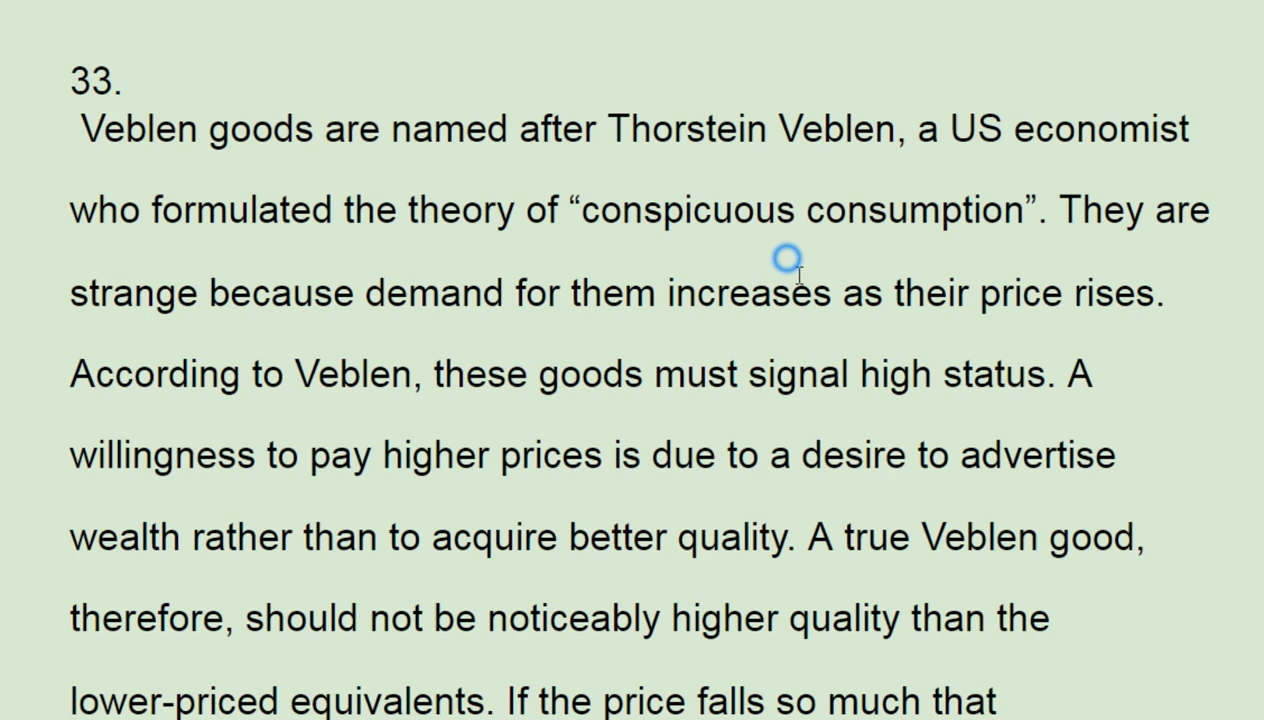 33.
Veblen goods are named after Thorstein Veblen, a US economist
who formulated the theory of “conspicuous consumption”. They are
strange because demand for them increases as their price rises.
According to Veblen, these goods must signal high status. A
willingness to pay higher prices is due to a desire to advertise
wealth rather than to acquire better quality. A true Veblen good,
therefore, should not be noticeably higher quality than the
lower-priced equivalents. If the price falls so much that